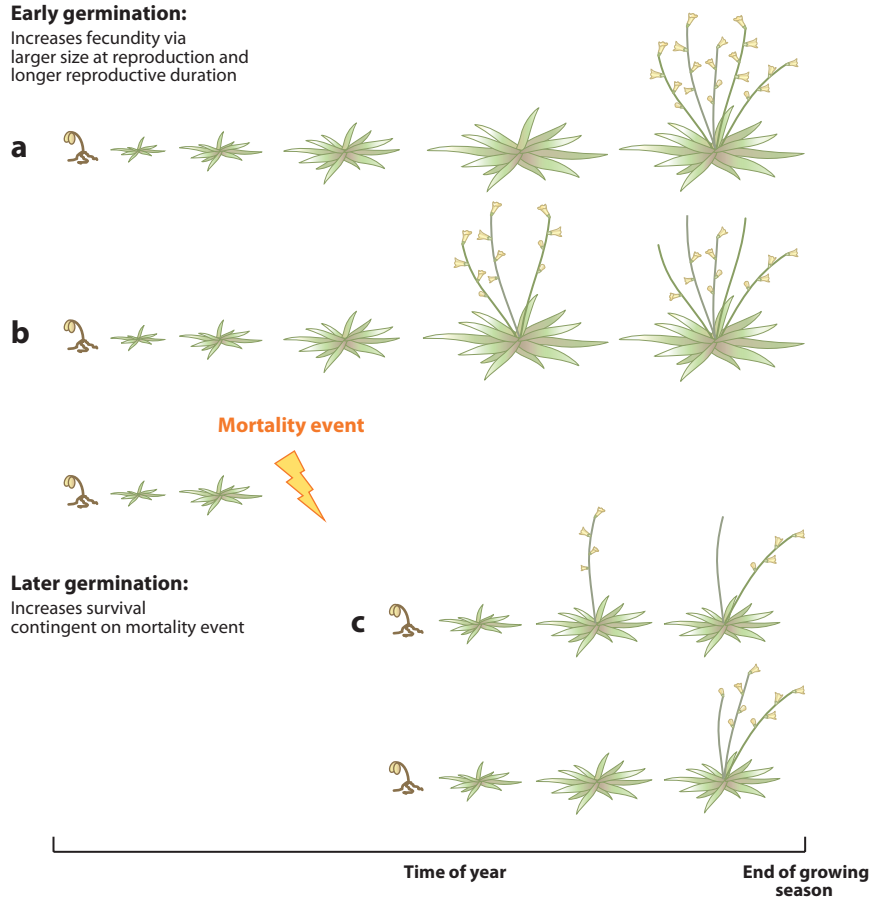 Early germination:
Increases fecundity via
larger size at reproduction and
longer reproductive duration
a
b
Mortality event
Later germination:
Increases survival
contingent on mortality event
c
Time of year
End of growing
season